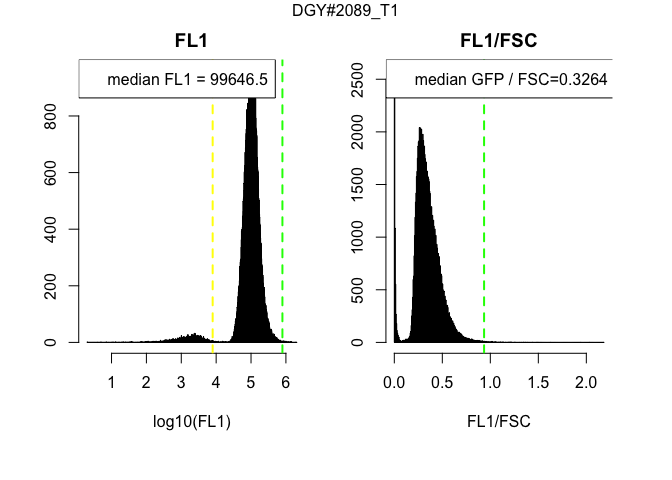 DGY#2089_T1
FL1
median FL1 = 99646.5
0 200 400 600 800
1 2 3 4 5 6
log10(FL1)
FL1/FSC
median GFP / FSC=0.3264
0 500 1000 1500 2000 2500
0.0 0.5 1.0 1.5 2.0
FL1/FSC